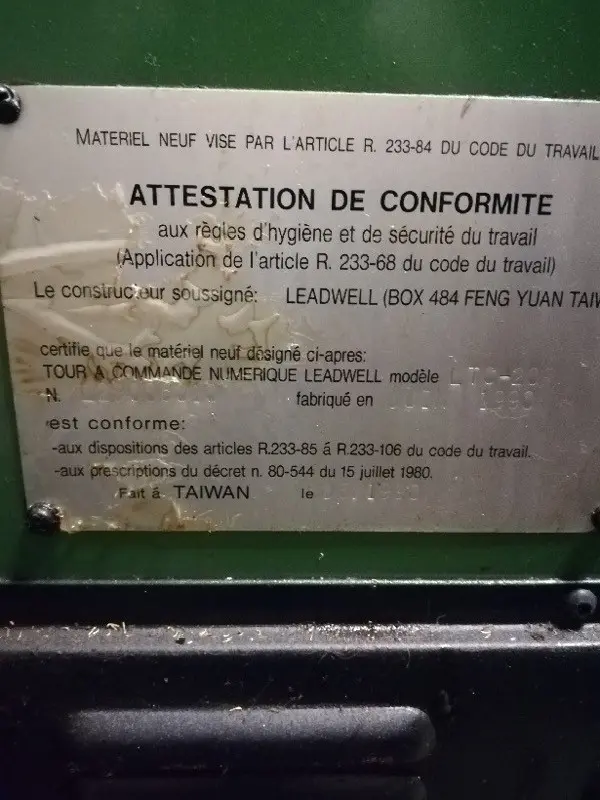 MATERIEL NEUF VISE PAR L'ARTICLE R. 233-84 DU CODE DU TRAVAIL
ATTESTATION DE CONFORMITE
aux règles d'hygiène et de sécurité du travail
(Application de l'article R. 233-68 du code du travail)
Le constructeur soussigné: LEADWELL (BOX 484 FENG YUAN TAIW
certifie que le matériel neuf désigné ci-apres:
TOUR A COMMANDE NUMERIQUE LEADWELL modèle
N. fabriqué en
est conforme:
-aux dispositions des articles R.233-85 á R.233-106 du code du travail.
-aux prescriptions du décret n. 80-544 du 15 juillet 1980.
Fait á TAIWAN le